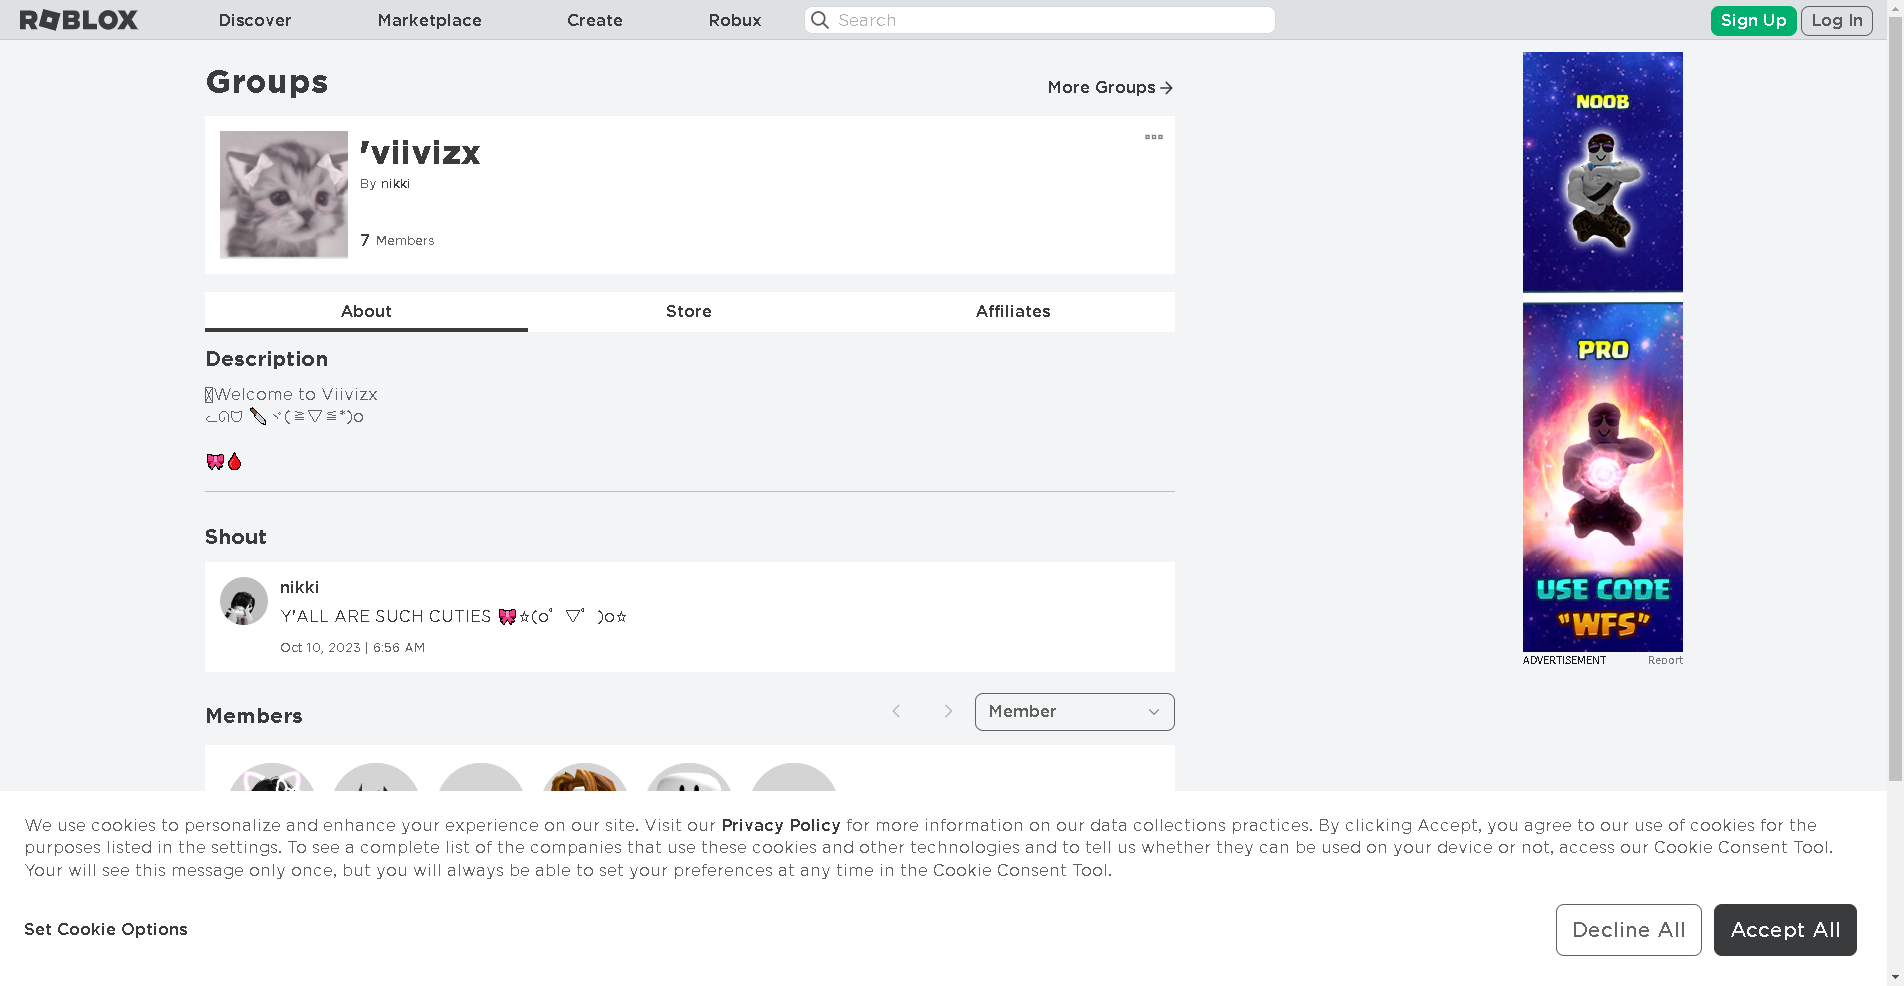 ROBLOX Discover Marketplace Create Robux Search Sign Up Log In
Groups
More Groups
'viivizx
By nikki
7 Members
About Store Affiliates
Description
Welcome to Viivizx
🔪ヾ(≧▽≦*)o
🎀🩸
Shout
nikki
Y'ALL ARE SUCH CUTIES 🎀☆(o゜▽゜)o☆
Oct 10, 2023 | 6:56 AM
Members
Member
NOOB
PRO
USE CODE
"WFS"
ADVERTISEMENT Report
We use cookies to personalize and enhance your experience on our site. Visit our Privacy Policy for more information on our data collections practices. By clicking Accept, you agree to our use of cookies for the
purposes listed in the settings. To see a complete list of the companies that use these cookies and other technologies and to tell us whether they can be used on your device or not, access our Cookie Consent Tool.
Your will see this message only once, but you will always be able to set your preferences at any time in the Cookie Consent Tool.
Set Cookie Options
Decline All Accept All